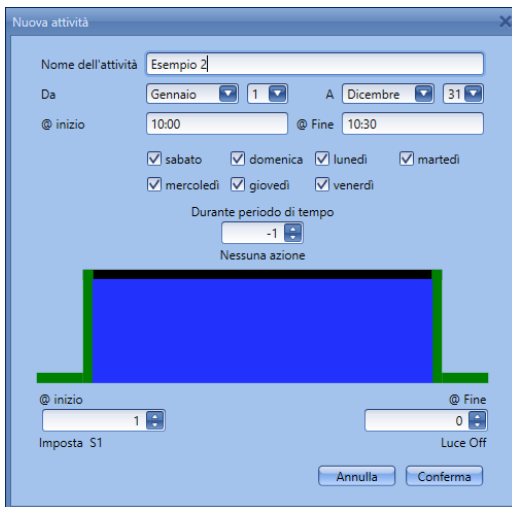 Nuova attività
Nome dell'attività Esempio 2
Da Gennaio 1 A Dicembre 31
@ inizio 10:00 @ Fine 10:30
sabato domenica lunedì martedì
mercoledì giovedì venerdì
Durante periodo di tempo
-1
Nessuna azione
@ inizio @ Fine
1 0
Imposta S1 Luce Off
Annulla Conferma